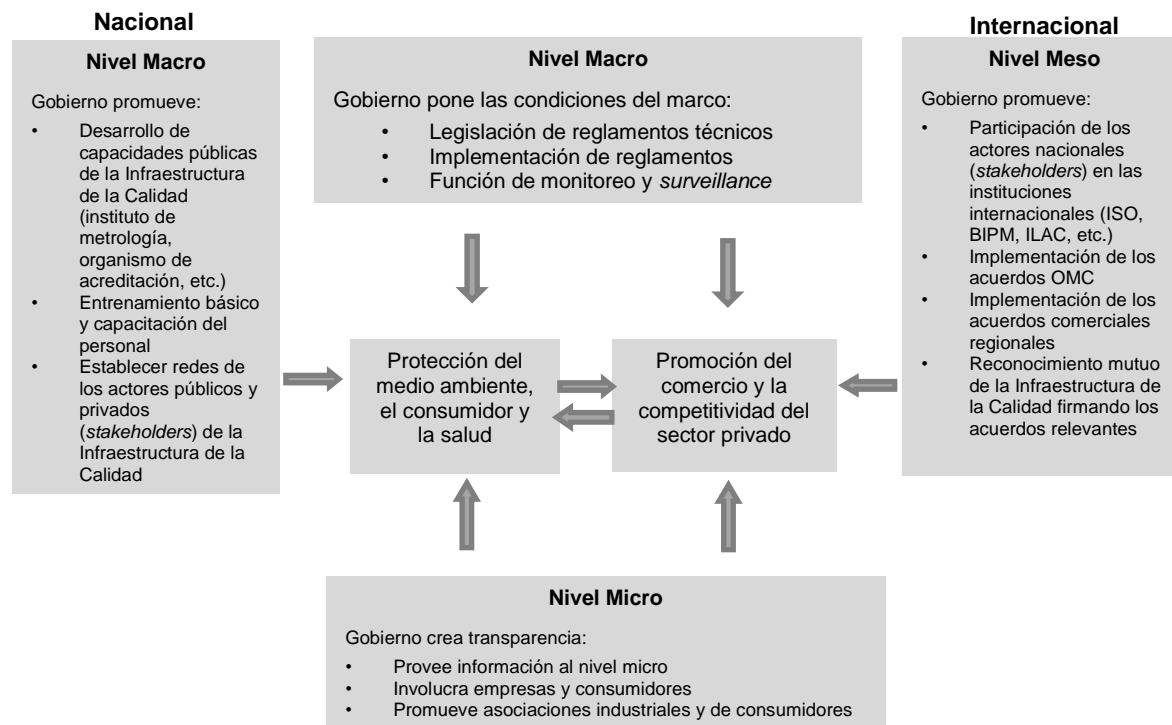 Nacional
Nivel Macro
Gobierno promueve:
• Desarrollo de
capacidades públicas
de la Infraestructura
de la Calidad
(instituto de
metrología,
organismo de
acreditación, etc.)
• Entrenamiento básico
y capacitación del
personal
• Establecer redes de
los actores públicos y
privados
(stakeholders) de la
Infraestructura de la
Calidad
Nivel Macro
Gobierno pone las condiciones del marco:
• Legislación de reglamentos técnicos
• Implementación de reglamentos
• Función de monitoreo y surveillance
Internacional
Nivel Meso
Gobierno promueve:
• Participación de los
actores nacionales
(stakeholders) en las
instituciones
internacionales (ISO,
BIPM, ILAC, etc.)
• Implementación de los
acuerdos OMC
• Implementación de los
acuerdos comerciales
regionales
• Reconocimiento mutuo
de la Infraestructura de
la Calidad firmando los
acuerdos relevantes
Protección del
medio ambiente,
el consumidor y
la salud
Promoción del
comercio y la
competitividad del
sector privado
Nivel Micro
Gobierno crea transparencia:
• Provee información al nivel micro
• Involucra empresas y consumidores
• Promueve asociaciones industriales y de consumidores